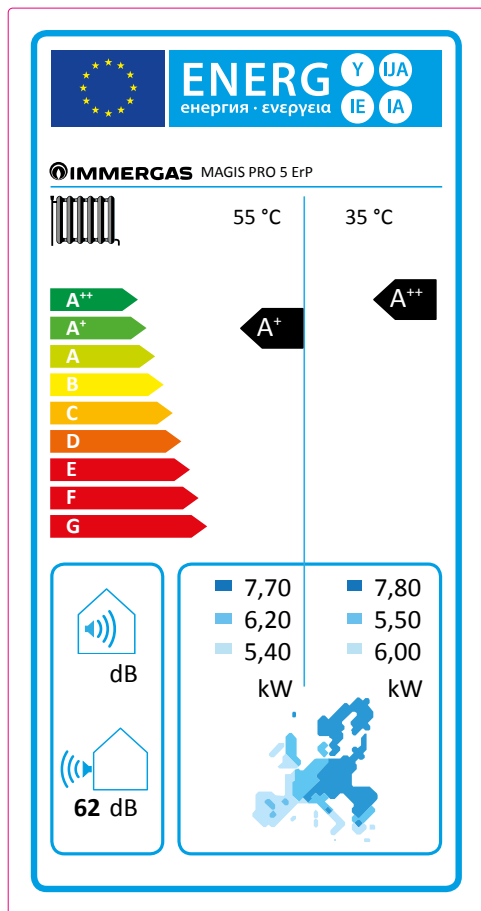 ENERG Y IJA
енергия · ενεργεια IE IA
IMMERGAS MAGIS PRO 5 ErP
55 °C 35 °C
A++
A++
A+
A+
A
B
C
D
E
F
G
7,70 7,80
6,20 5,50
5,40 6,00
kW kW
dB
62 dB